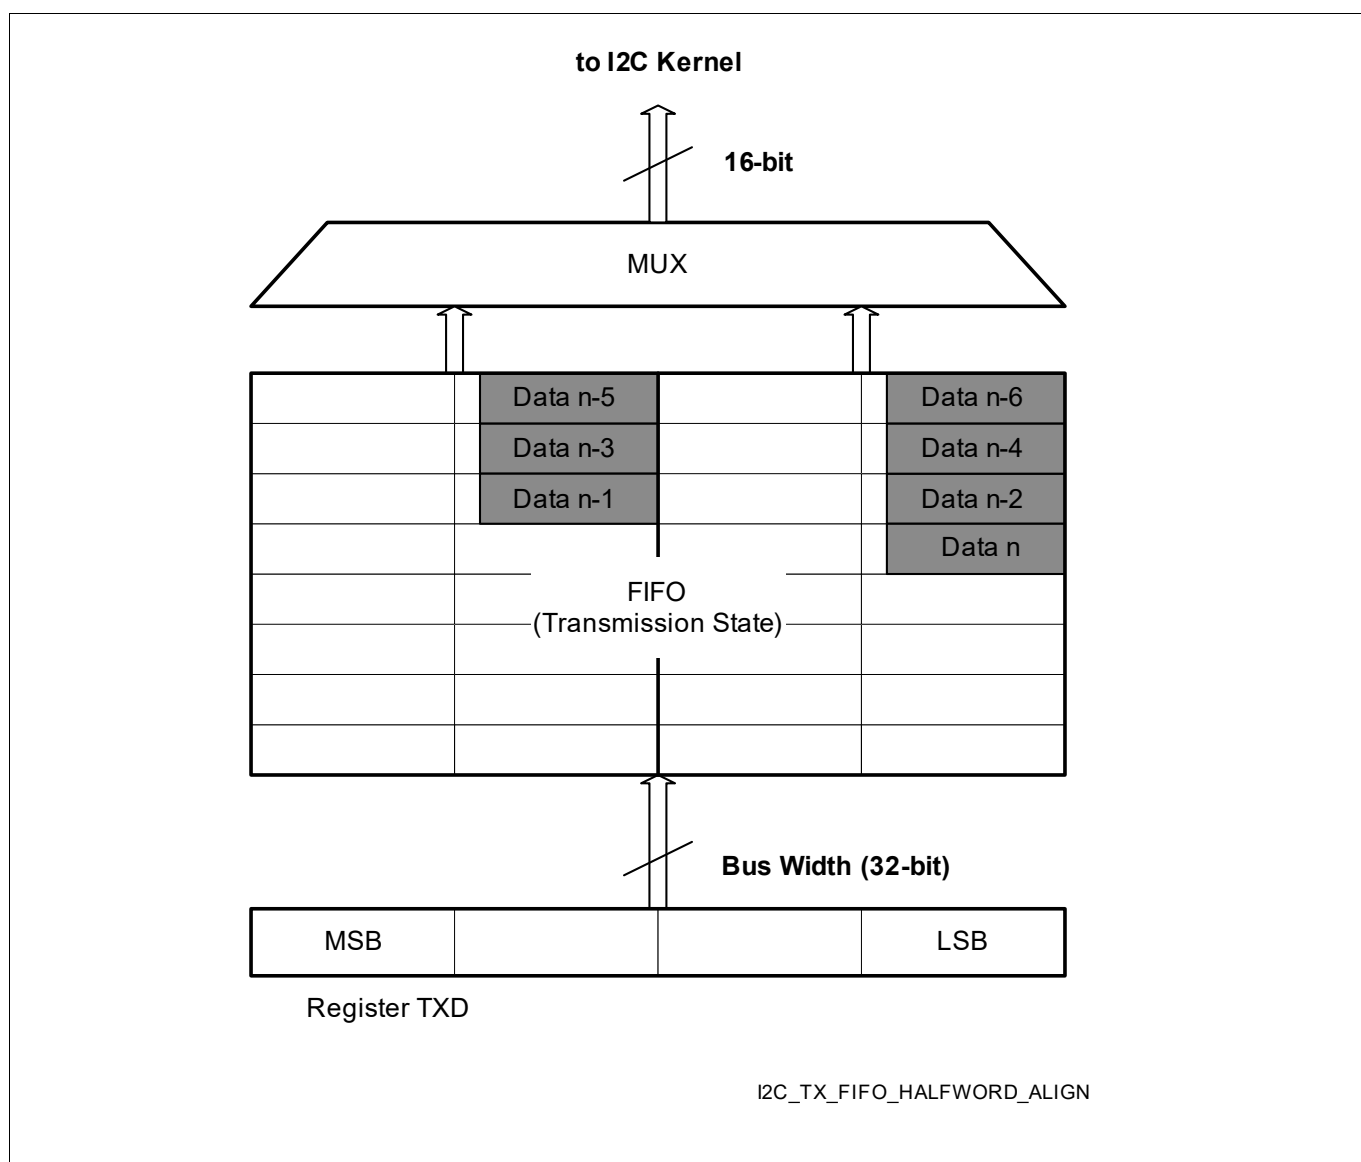 to I2C Kernel
16-bit
MUX
Data n-5 Data n-6
Data n-3 Data n-4
Data n-1 Data n-2
Data n
FIFO
(Transmission State)
Bus Width (32-bit)
MSB LSB
Register TXD
I2C_TX_FIFO_HALFWORD_ALIGN